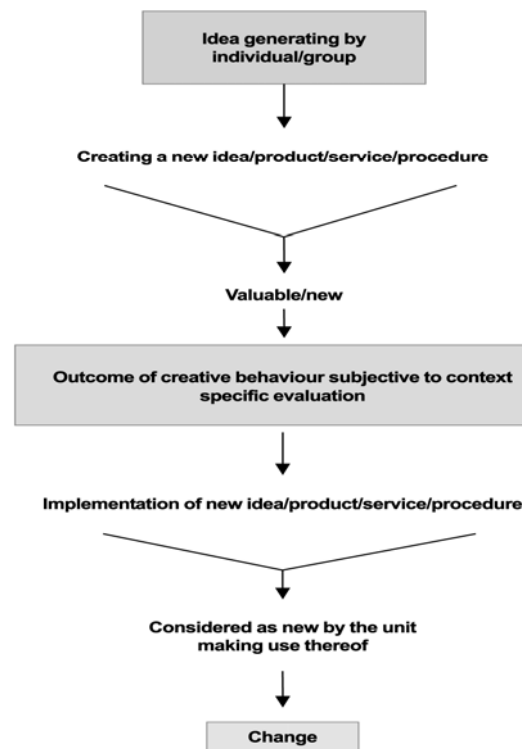 Idea generating by
individual/group
Creating a new idea/product/service/procedure
Valuable/new
Outcome of creative behaviour subjective to context
specific evaluation
Implementation of new idea/product/service/procedure
Considered as new by the unit
making use thereof
Change